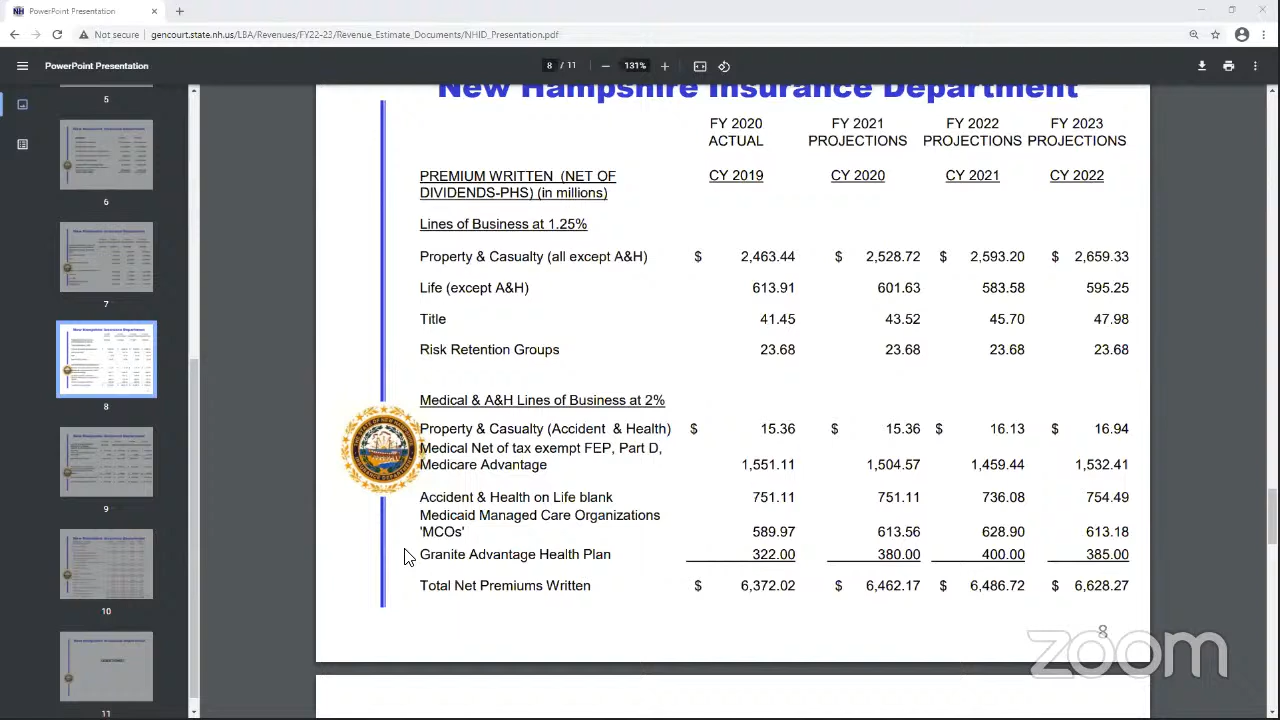 PowerPoint Presentation
Not secure | gencourt.state.nh.us/LBA/Revenues/FY22-23/Revenue_Estimate_Documents/NHID_Presentation.pdf
PowerPoint Presentation
8 / 11
131%
5
6
7
8
9
10
11
New Hampshire Insurance Department
FY 2020 FY 2021 FY 2022 FY 2023
ACTUAL PROJECTIONS PROJECTIONS PROJECTIONS
PREMIUM WRITTEN (NET OF CY 2019 CY 2020 CY 2021 CY 2022
DIVIDENDS-PHS) (in millions)
Lines of Business at 1.25%
Property & Casualty (all except A&H) $ 2,463.44 $ 2,528.72 $ 2,593.20 $ 2,659.33
Life (except A&H) 613.91 601.63 583.58 595.25
Title 41.45 43.52 45.70 47.98
Risk Retention Groups 23.68 23.68 23.68 23.68
Medical & A&H Lines of Business at 2%
Property & Casualty (Accident & Health) $ 15.36 $ 15.36 $ 16.13 $ 16.94
Medical Net of tax exempt FEP, Part D,
Medicare Advantage 1,551.11 1,504.57 1,459.44 1,532.41
Accident & Health on Life blank 751.11 751.11 736.08 754.49
Medicaid Managed Care Organizations
'MCOs' 589.97 613.56 628.90 613.18
Granite Advantage Health Plan 322.00 380.00 400.00 385.00
Total Net Premiums Written $ 6,372.02 $ 6,462.17 $ 6,486.72 $ 6,628.27
8
zoom